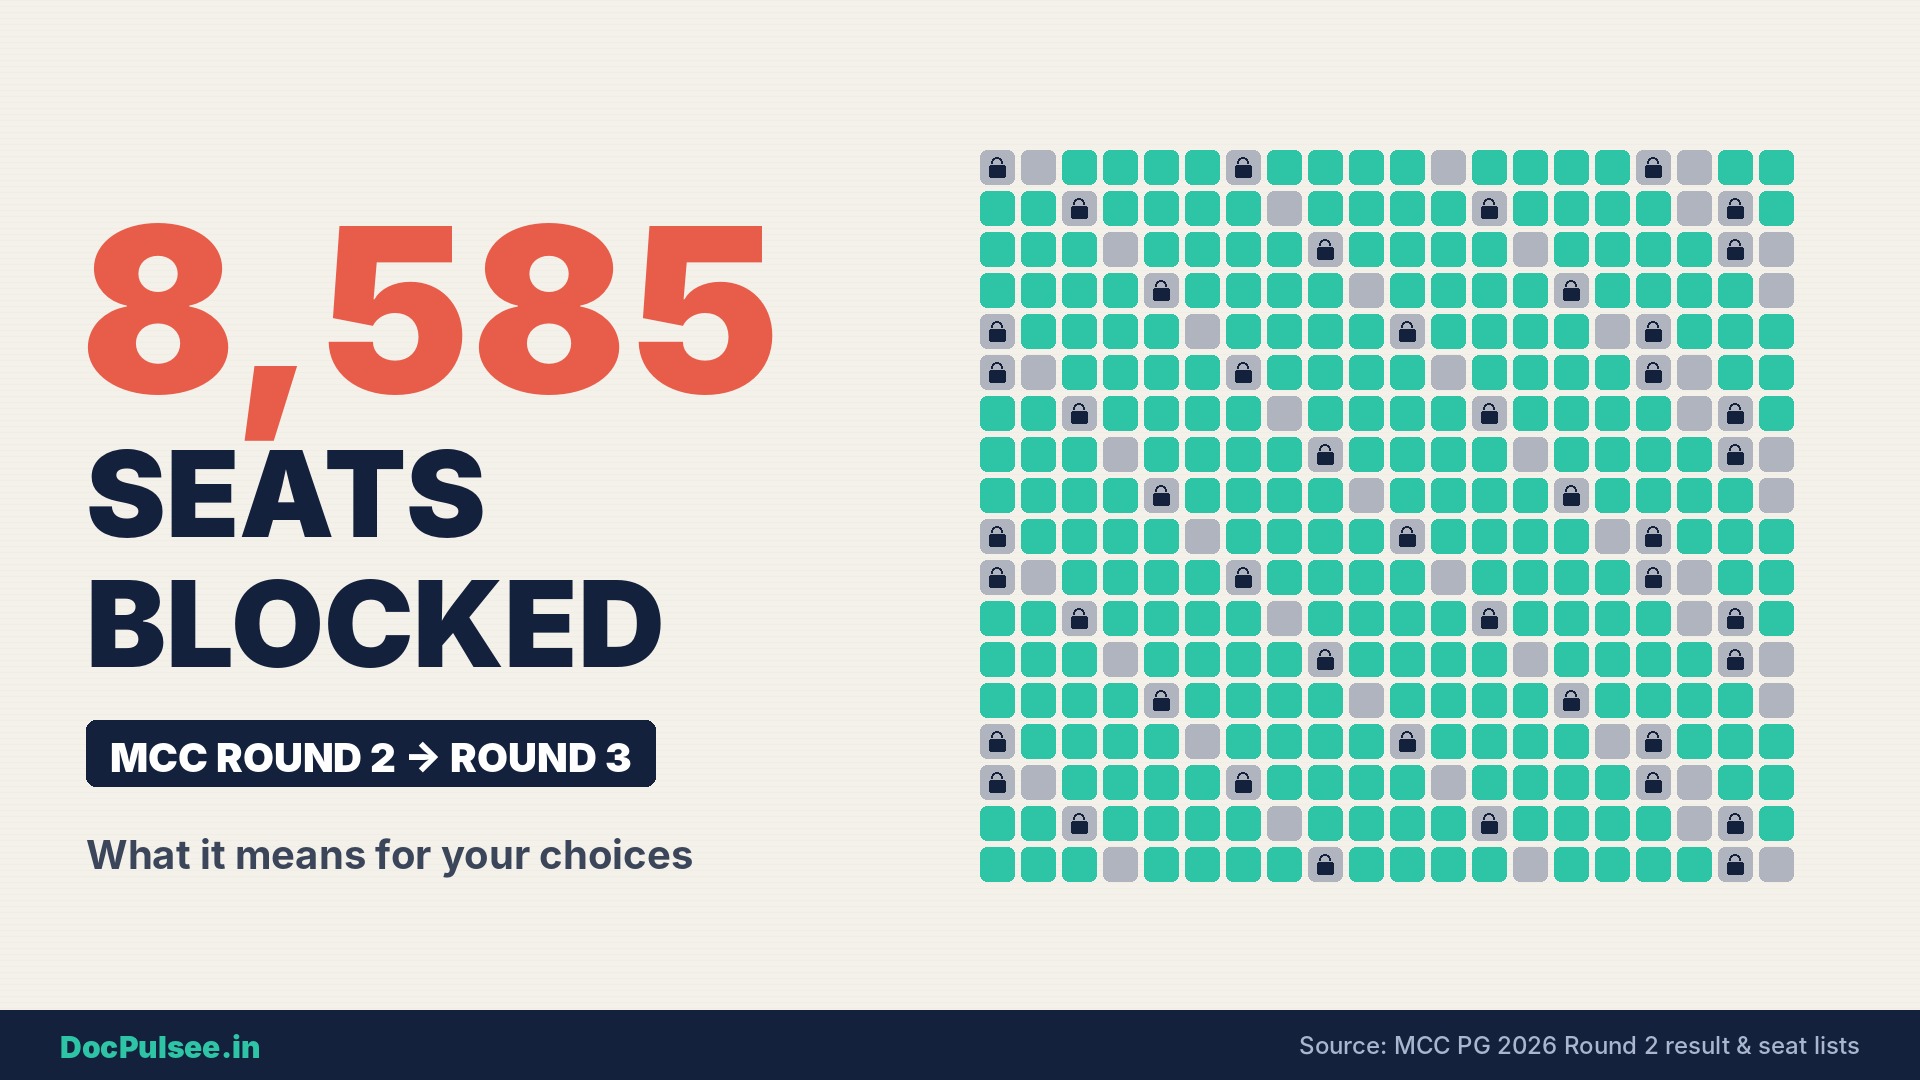 8,585
SEATS
BLOCKED
MCC ROUND 2 → ROUND 3
What it means for your choices
DocPulsee.in
Source: MCC PG 2026 Round 2 result & seat lists